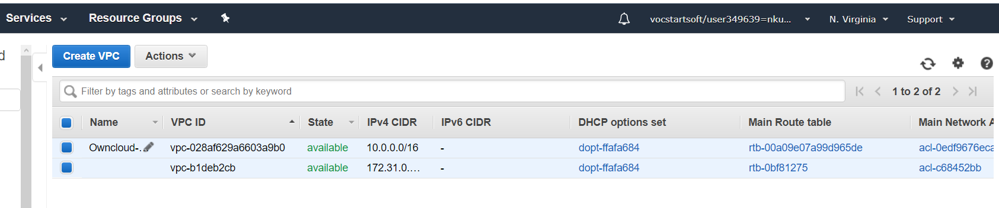 Services Resource Groups vocstartsoft/user349639=nku... N. Virginia Support
d
Create VPC Actions
Filter by tags and attributes or search by keyword 1 to 2 of 2
Name VPC ID State IPv4 CIDR IPv6 CIDR DHCP options set Main Route table Main Network A
Owncloud-. vpc-028af629a6603a9b0 available 10.0.0.0/16 - dopt-ffafa684 rtb-00a09e07a99d965de acl-0edf9676eca
vpc-b1deb2cb available 172.31.0.... - dopt-ffafa684 rtb-0bf81275 acl-c68452bb